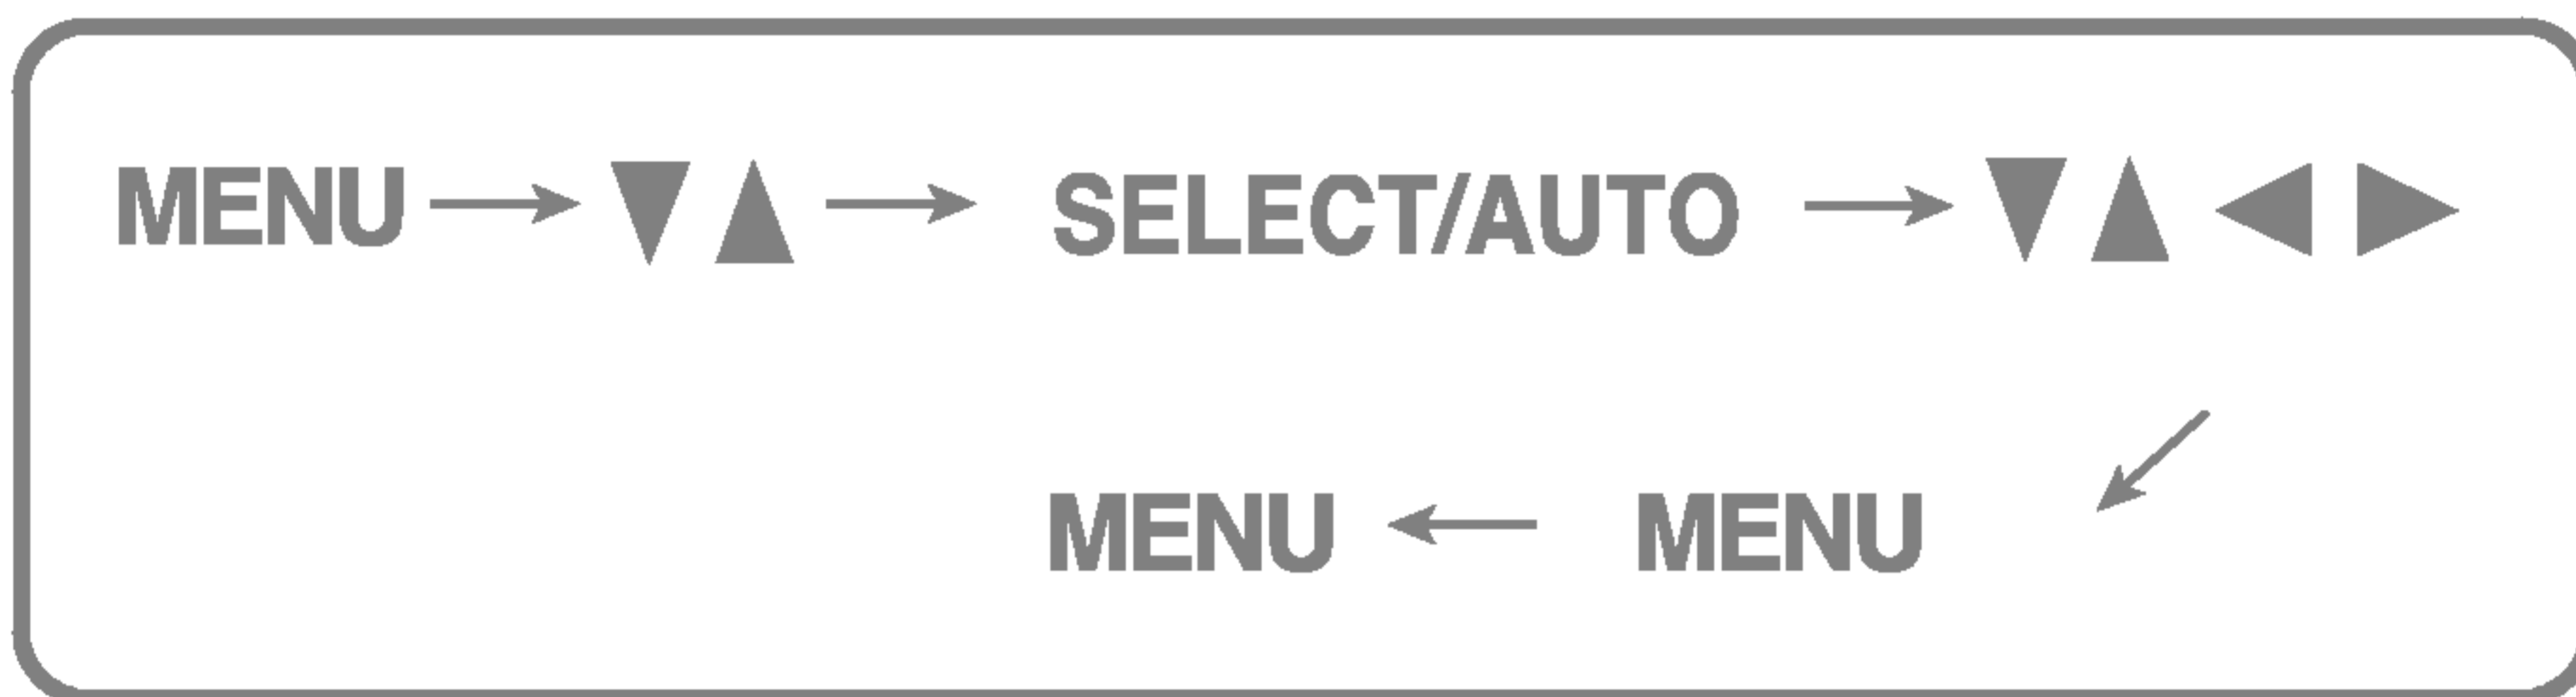 MENU → ▼ ▲ → SELECT/AUTO → ▼ ▲ ◀ ▶
MENU ← MENU ↙